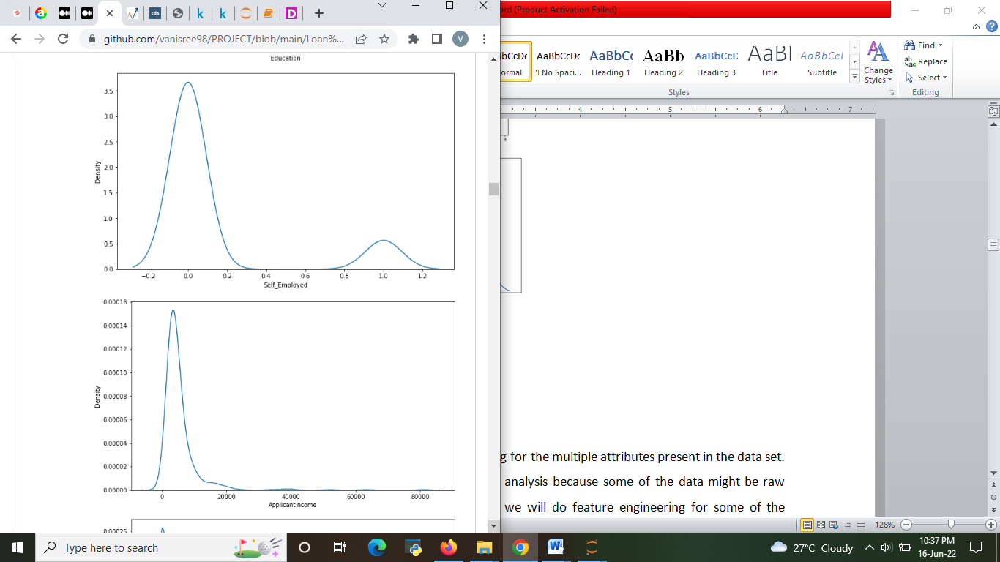 ord (Product Activation Failed)
tds
k
k
D
github.com/vanisree98/PROJECT/blob/main/Loan%...
V
Education
3.5
3.0
2.5
2.0
1.5
1.0
0.5
0.0
Density
−0.2 0.0 0.2 0.4 0.6 0.8 1.0 1.2
Self_Employed
0.00016
0.00014
0.00012
0.00010
0.00008
0.00006
0.00004
0.00002
0.00000
Density
0 20000 40000 60000 80000
ApplicantIncome
0.00025
bCcDc AaBbCcDc AaBbCc AaBb AaBbCcD AaB AaBbCcL
ormal ¶ No Spaci... Heading 1 Heading 2 Heading 3 Title Subtitle
Change
Styles
Styles
Find
Replace
Select
Editing
4 5 6 7
4
g for the multiple attributes present in the data set.
analysis because some of the data might be raw
we will do feature engineering for some of the
128%
Type here to search
27°C Cloudy
10:37 PM
16-Jun-22